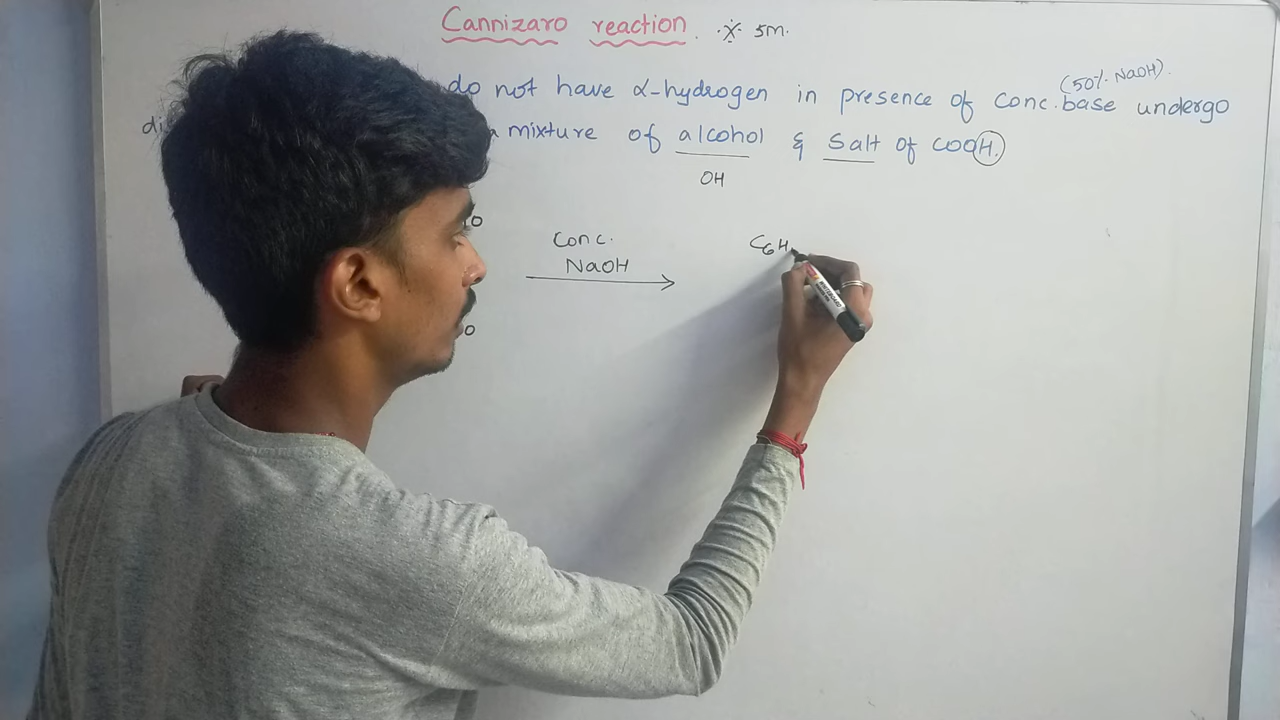 Cannizaro reaction. ※ 5m.
(50% NaOH).
do not have α-hydrogen in presence of Conc. base undergo
mixture of alcohol & Salt of COOH.
OH
Conc.
NaOH
C6H